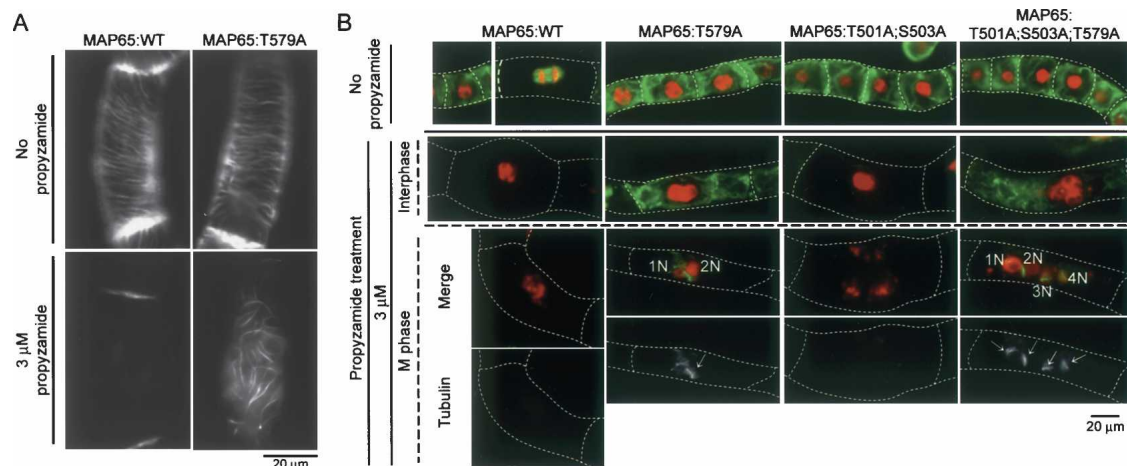 A
MAP65:WT
MAP65:T579A
No
propyzamide
3 μM
propyzamide
20 μm
B
MAP65:WT
MAP65:T579A
MAP65:T501A;S503A
MAP65:
T501A;S503A;T579A
No
propyzamide
Propyzamide treatment
3 μM
Interphase
M phase
Merge
Tubulin
1N
2N
1N
2N
3N
4N
20 μm